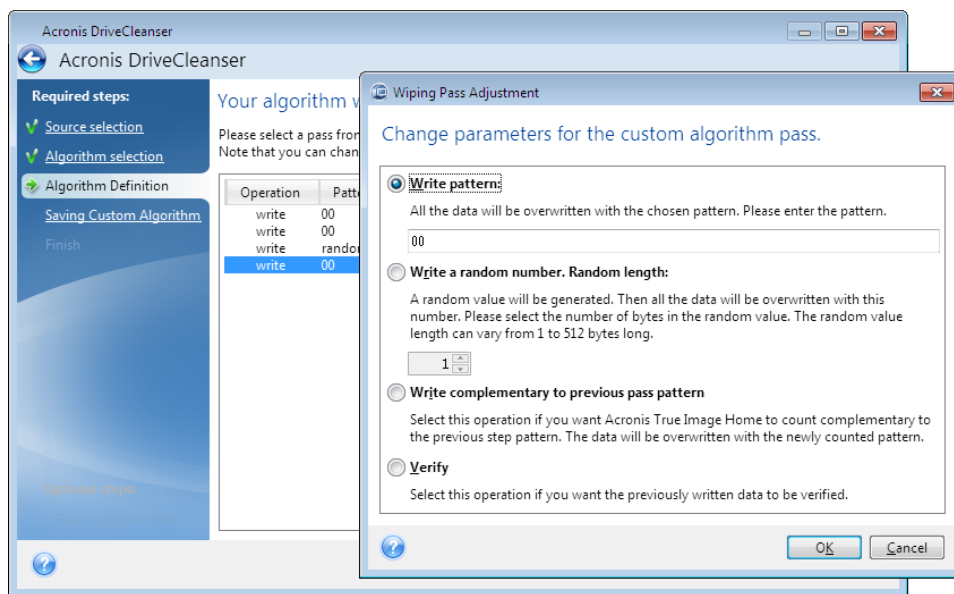 Acronis DriveCleanser
Acronis DriveCleanser
Required steps:
Source selection
Algorithm selection
Algorithm Definition
Saving Custom Algorithm
Finish
Your algorithm
Please select a pass
Note that you can
Operation
write 00
write 00
write
write 00
Wiping Pass Adjustment
Change parameters for the custom algorithm pass.
Write pattern:
All the data will be overwritten with the chosen pattern. Please enter the pattern.
00
Write a random number. Random length:
A random value will be generated. Then all the data will be overwritten with this
number. Please select the number of bytes in the random value. The random value
length can vary from 1 to 512 bytes long.
1
Write complementary to previous pass pattern
Select this operation if you want Acronis True Image Home to count complementary to
the previous step pattern. The data will be overwritten with the newly counted pattern.
Verify
Select this operation if you want the previously written data to be verified.
OK
Cancel